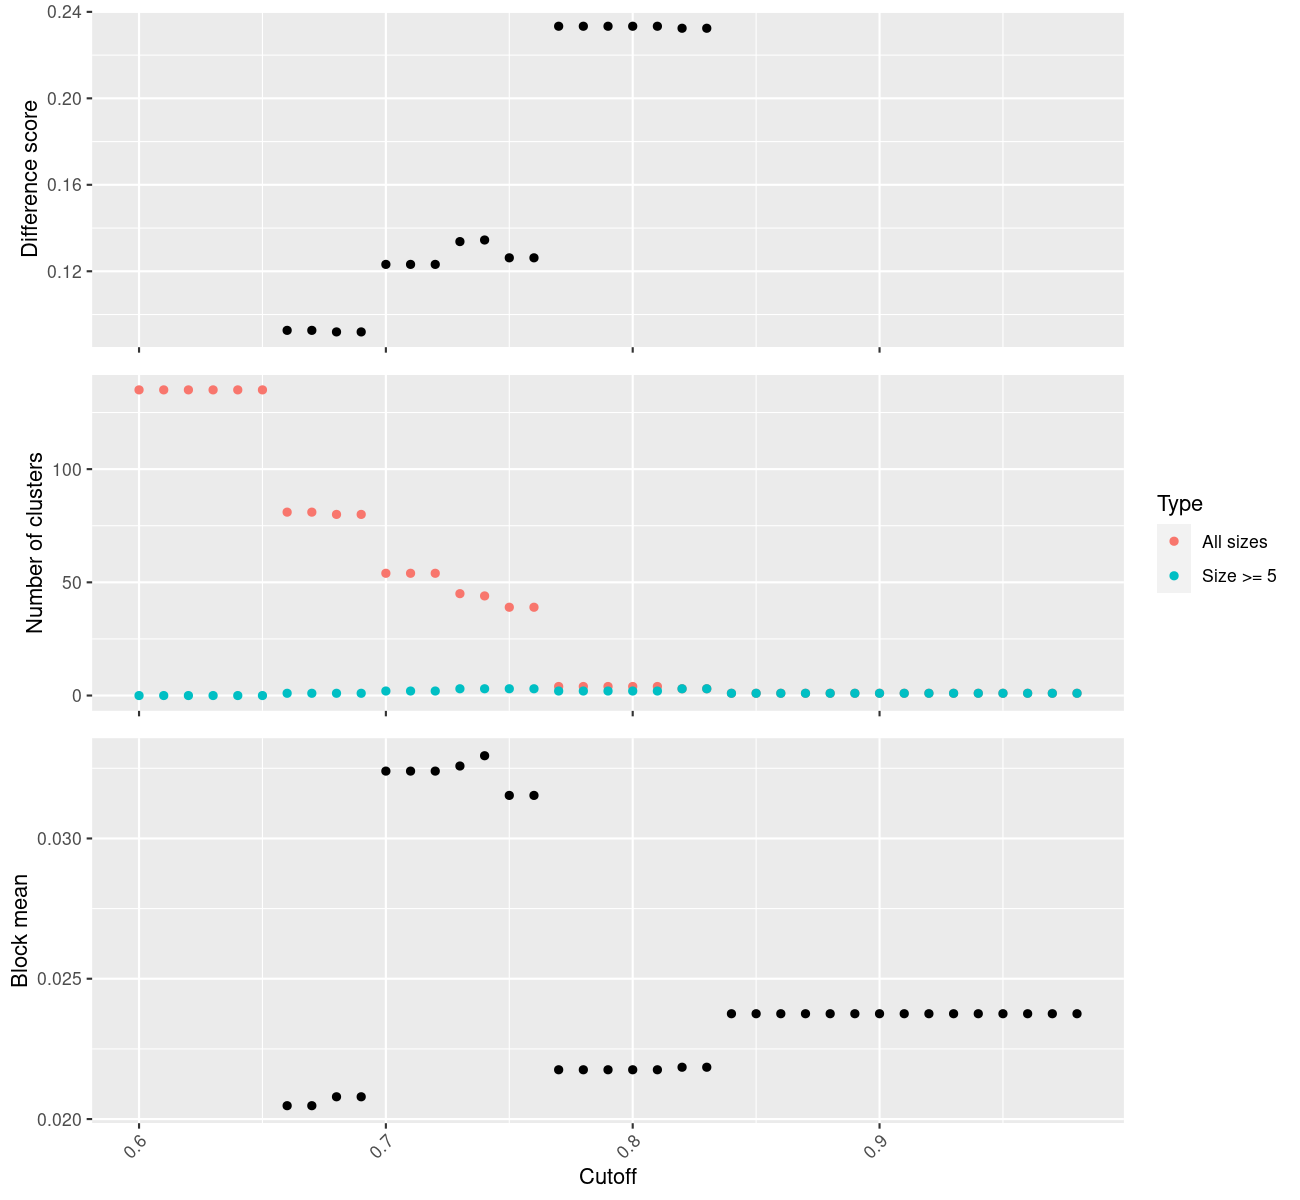 Difference score
0.24
0.20
0.16
0.12
Number of clusters
100
50
0
Type
All sizes
Size >= 5
Block mean
0.030
0.025
0.020
0.6 0.7 0.8 0.9
Cutoff